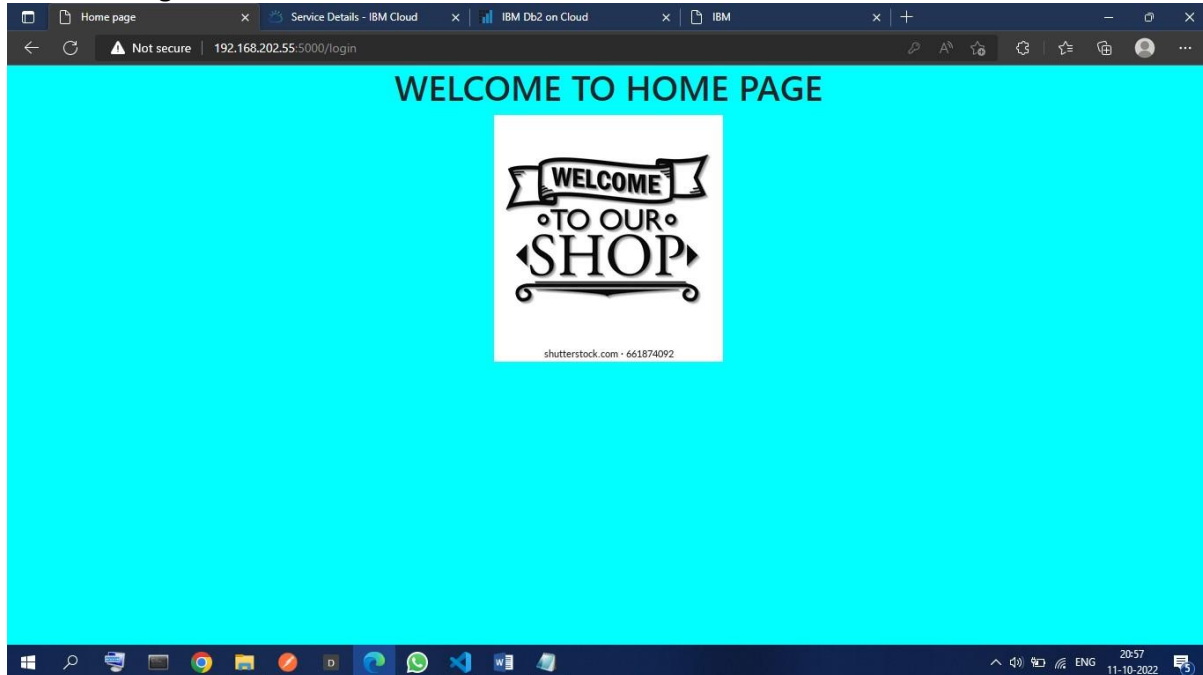 Home page
Service Details - IBM Cloud
IBM Db2 on Cloud
IBM
Not secure
192.168.202.55:5000/login
WELCOME TO HOME PAGE
WELCOME
TO OUR
SHOP
shutterstock.com · 661874092
ENG
20:57
11-10-2022